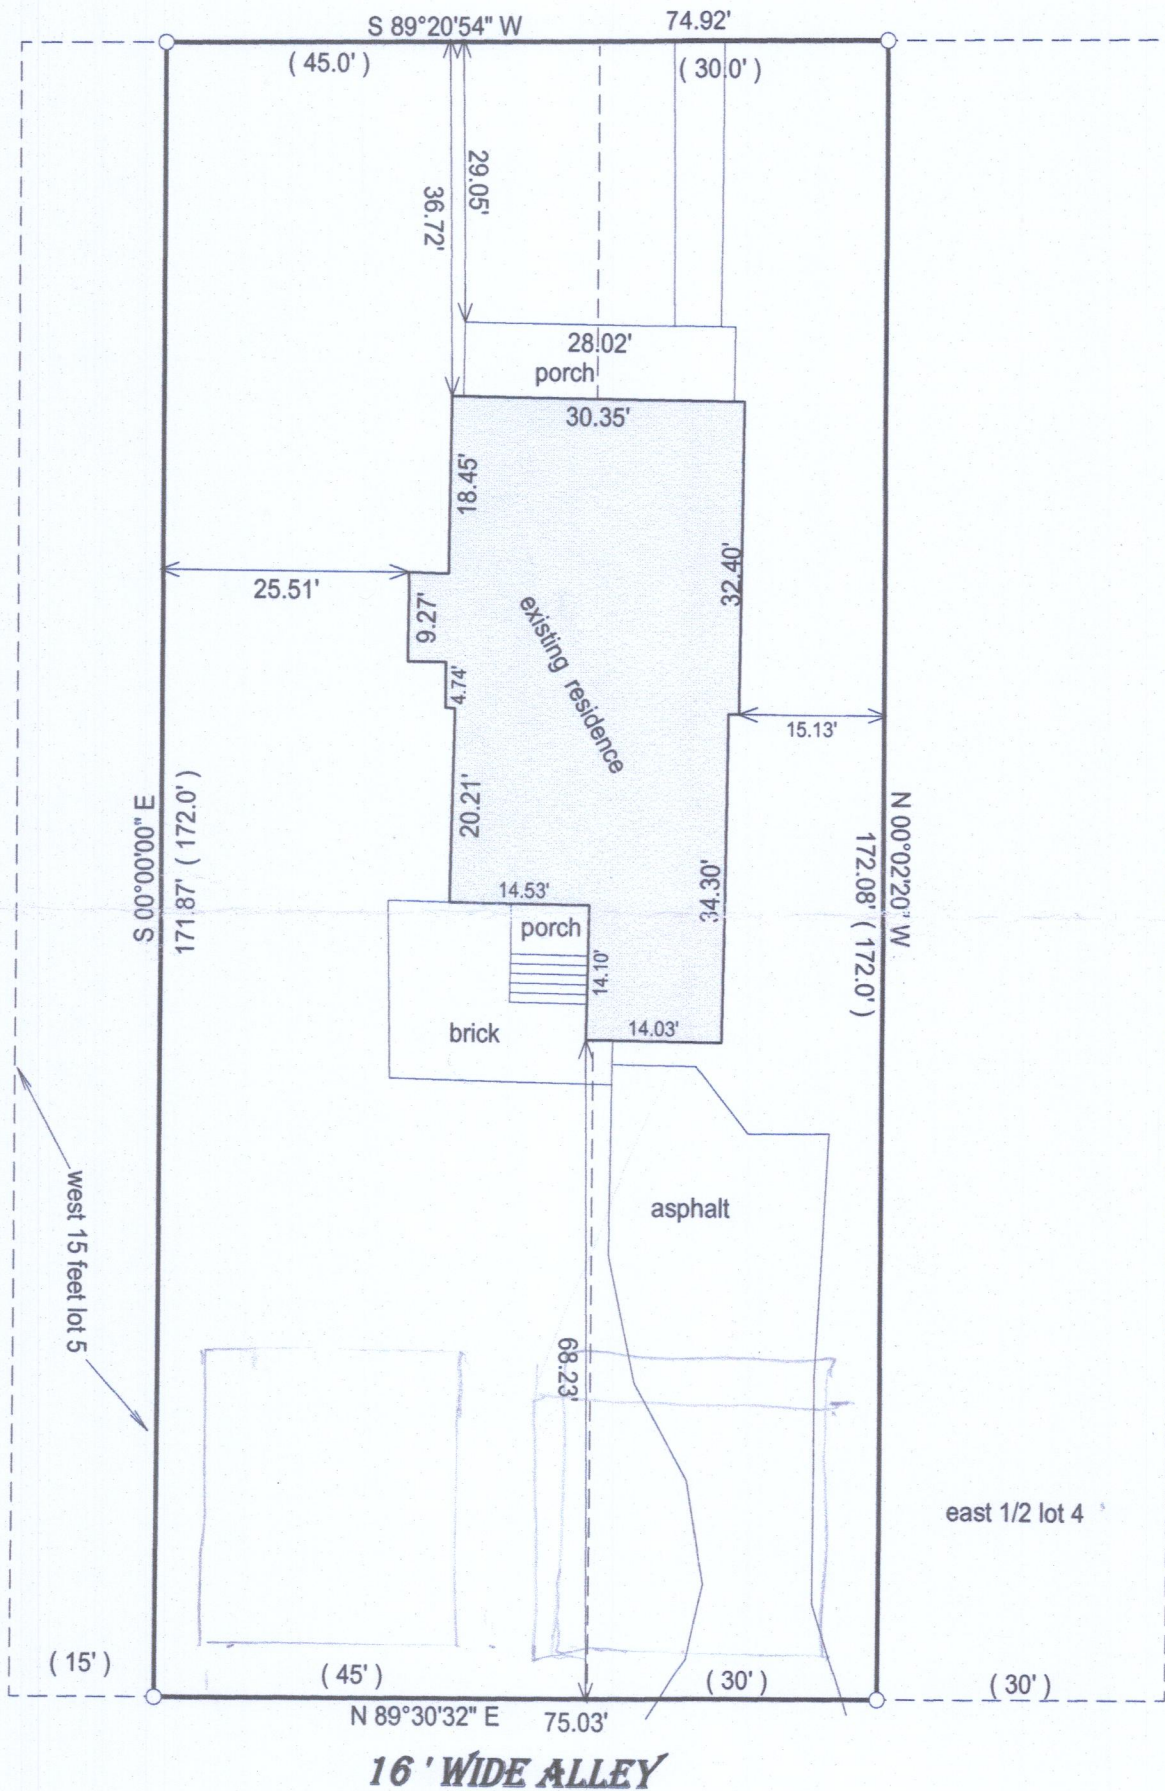 S 89°20'54" W
74.92'
( 45.0' )
( 30.0' )
29.05'
36.72'
28.02'
porch
30.35'
18.45'
32.40'
25.51'
9.27'
existing residence
4.74'
15.13'
20.21'
S 00°00'00" E
171.87' ( 172.0' )
N 00°02'20" W
172.08' ( 172.0' )
34.30'
14.53'
porch
14.10'
14.03'
brick
asphalt
west 15 feet lot 5
68.23'
east 1/2 lot 4
( 15' )
( 45' )
( 30' )
( 30' )
N 89°30'32" E
75.03'
16 ' WIDE ALLEY